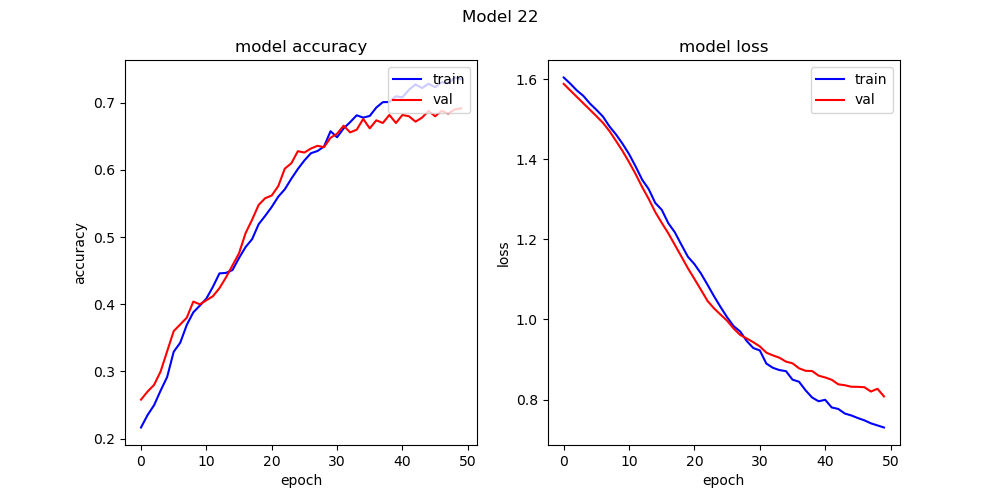 Model 22
model accuracy
train
val
0.7
0.6
0.5
0.4
0.3
0.2
accuracy
0 10 20 30 40 50
epoch
model loss
train
val
1.6
1.4
1.2
1.0
0.8
loss
0 10 20 30 40 50
epoch